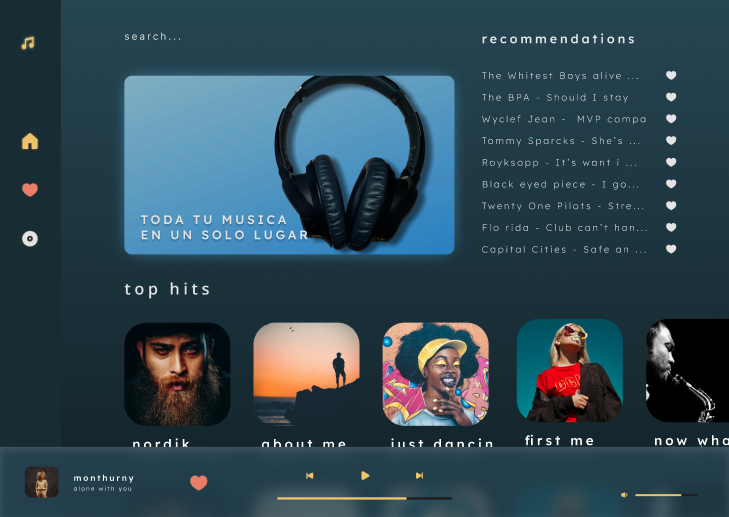 search...
recommendations
The Whitest Boys alive ...
The BPA - Should I stay
Wyclef Jean - MVP compa
Tommy Sparcks - She's ...
Royksopp - It's want i ...
Black eyed piece - I go...
Twenty One Pilots - Stre...
Flo rida - Club can't han...
Capital Cities - Safe an ...
TODA TU MUSICA
EN UN SOLO LUGAR
top hits
nordik
about me
just dancin
first me
now wha
monthurny
alone with you